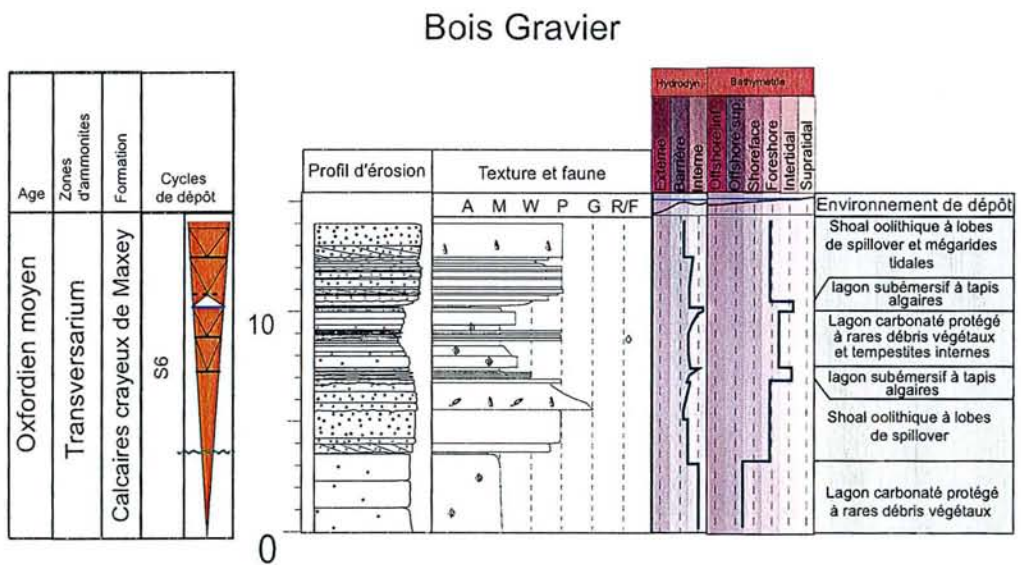 Bois Gravier
Age
Zones
d'ammonites
Formation
Cycles
de dépôt
Profil d'érosion
Texture et faune
A M W P G R/F
Hydrodyn.
Bathymétrie
Externe
Barrière
Interne
Offshore inf.
Offshore sup.
Shoreface
Foreshore
Intertidal
Supratidal
Environnement de dépôt
Oxfordien moyen
Transversarium
Calcaires crayeux de Maxey
S6
10
0
Shoal oolithique à lobes
de spillover et mégarides
tidales
lagon subémersif à tapis
algaires
Lagon carbonaté protégé
à rares débris végétaux
et tempestites internes
lagon subémersif à tapis
algaires
Shoal oolithique à lobes
de spillover
Lagon carbonaté protégé
à rares débris végétaux